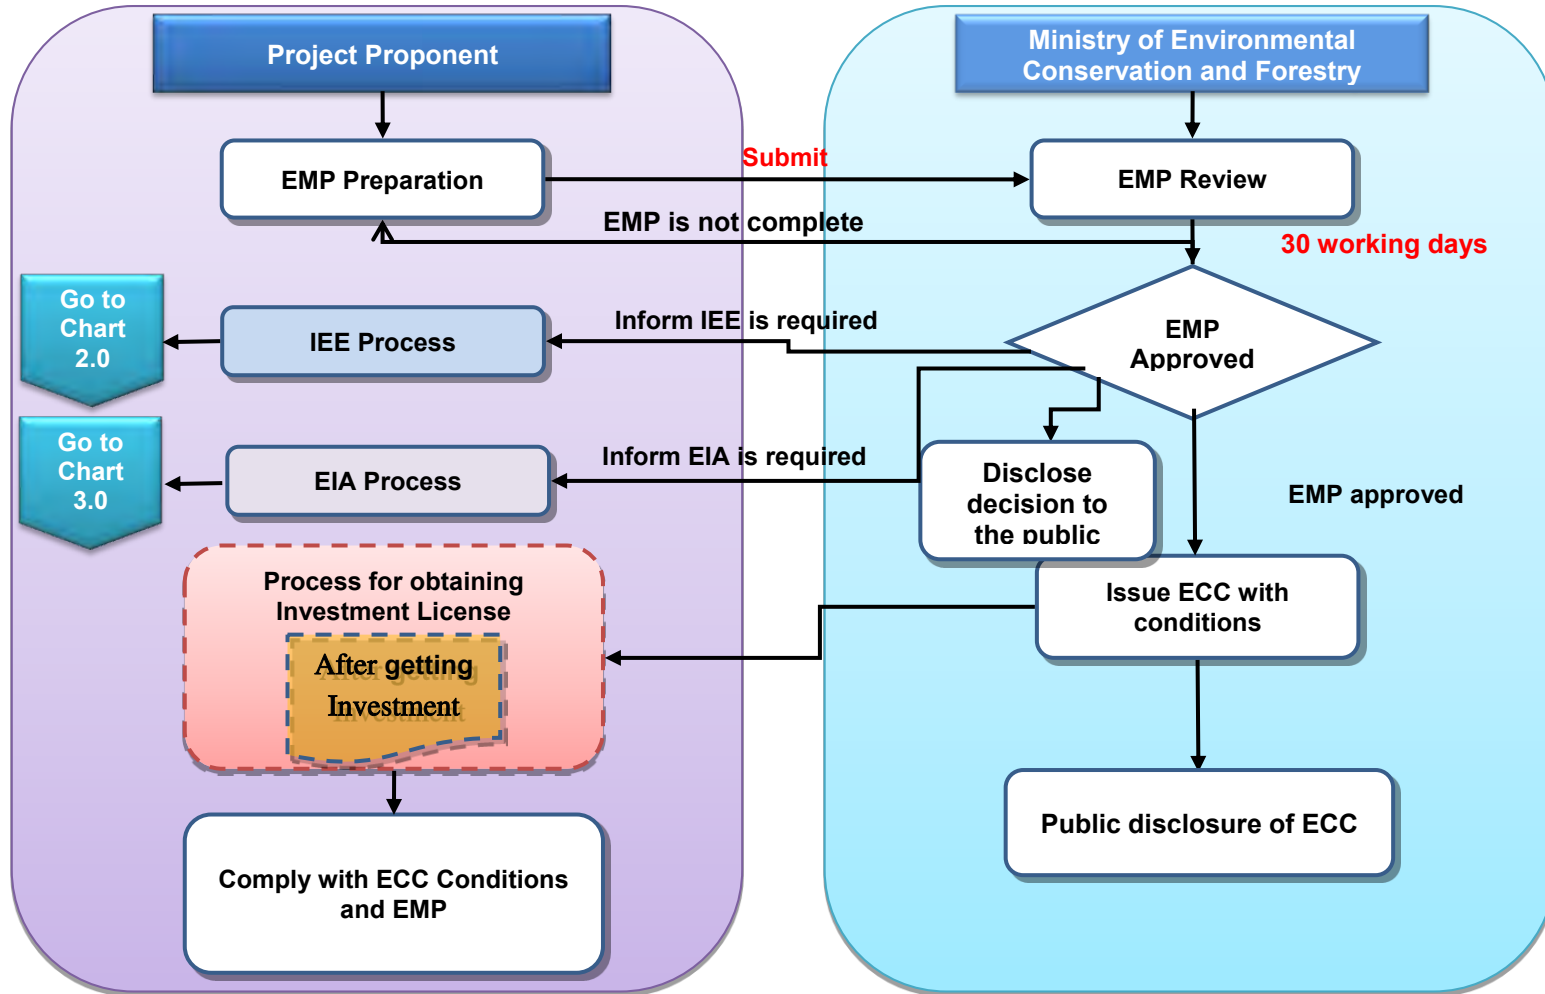 Project Proponent
Ministry of Environmental
Conservation and Forestry
EMP Preparation
Submit
EMP Review
EMP is not complete
30 working days
Go to
Chart
2.0
IEE Process
Inform IEE is required
EMP
Approved
Go to
Chart
3.0
EIA Process
Inform EIA is required
Disclose
decision to
the public
EMP approved
Process for obtaining
Investment License
After getting
Investment
Issue ECC with
conditions
Comply with ECC Conditions
and EMP
Public disclosure of ECC